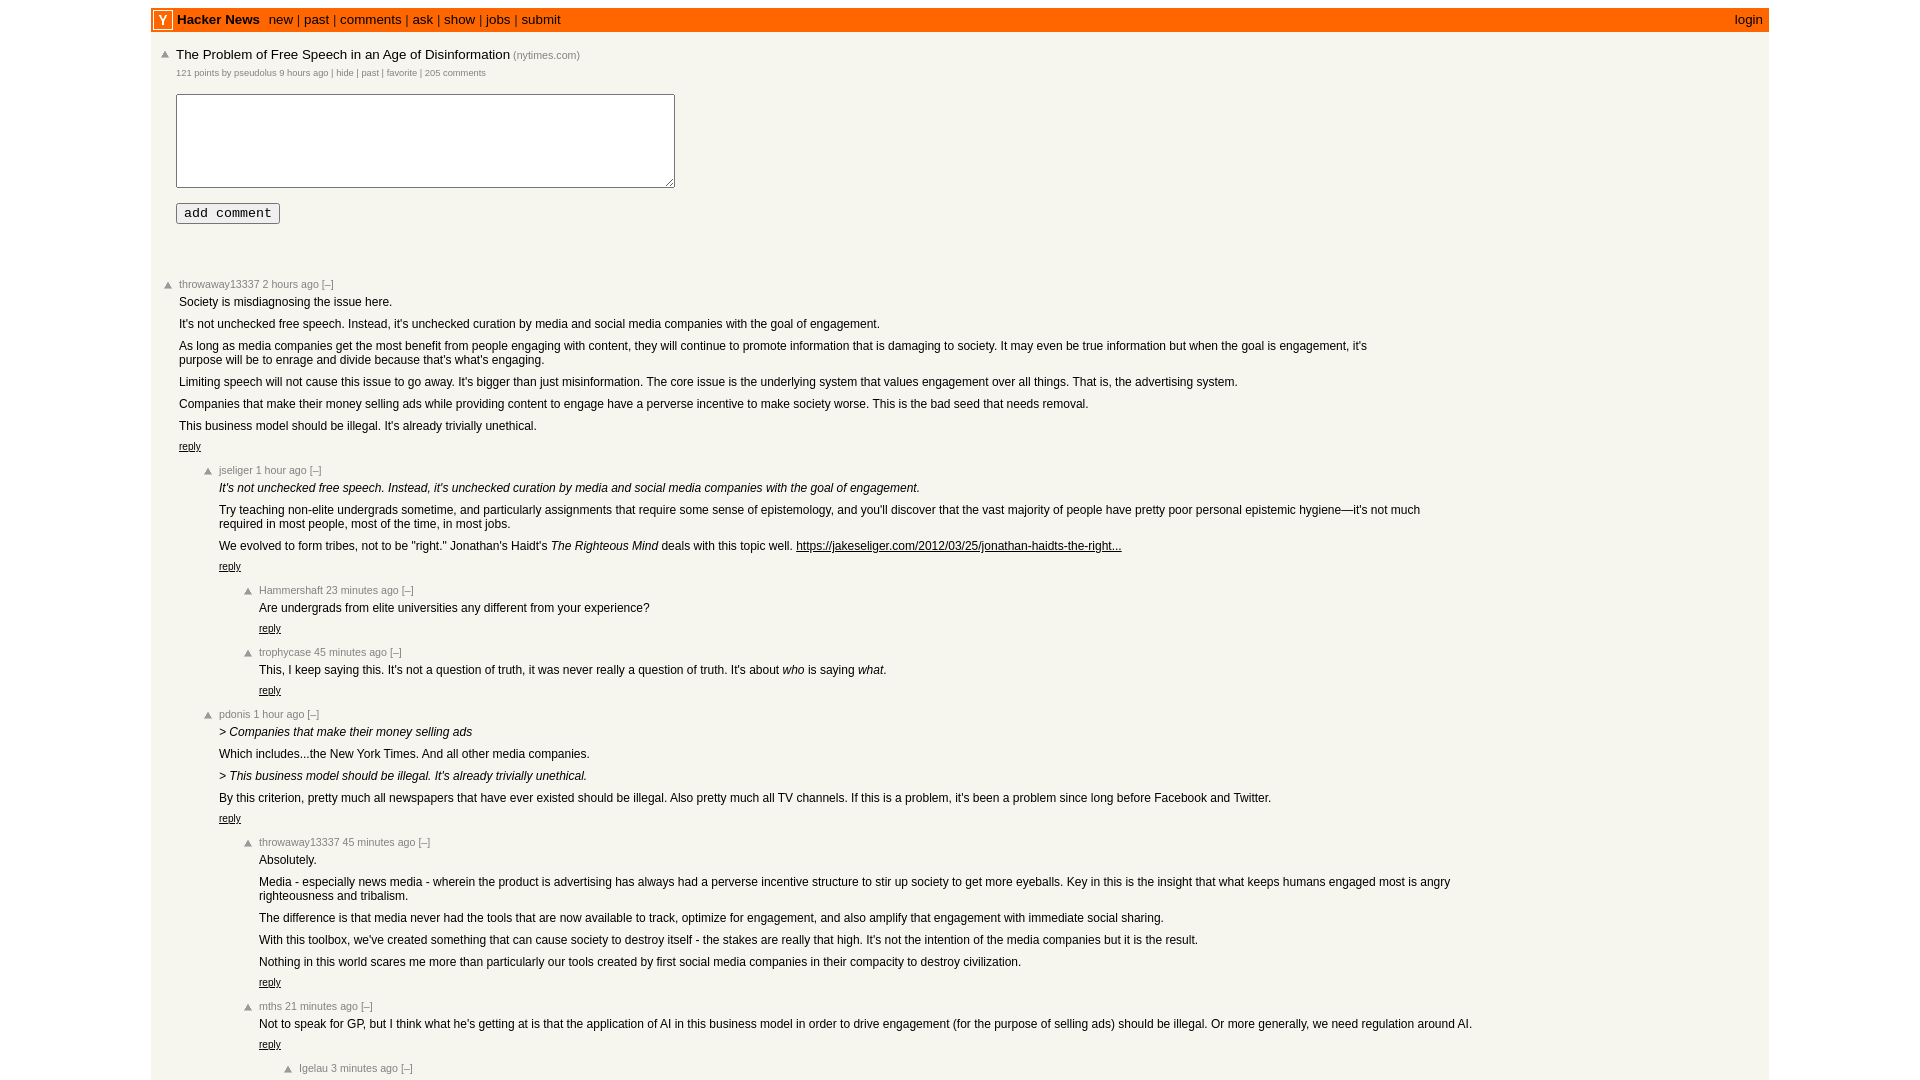 Y Hacker News new | past | comments | ask | show | jobs | submit login
The Problem of Free Speech in an Age of Disinformation (nytimes.com)
121 points by pseudolus 9 hours ago | hide | past | favorite | 205 comments
add comment
throwaway13337 2 hours ago [–]
Society is misdiagnosing the issue here.
It's not unchecked free speech. Instead, it's unchecked curation by media and social media companies with the goal of engagement.
As long as media companies get the most benefit from people engaging with content, they will continue to promote information that is damaging to society. It may even be true information but when the goal is engagement, it's
purpose will be to enrage and divide because that's what's engaging.
Limiting speech will not cause this issue to go away. It's bigger than just misinformation. The core issue is the underlying system that values engagement over all things. That is, the advertising system.
Companies that make their money selling ads while providing content to engage have a perverse incentive to make society worse. This is the bad seed that needs removal.
This business model should be illegal. It's already trivially unethical.
reply
jseliger 1 hour ago [–]
It's not unchecked free speech. Instead, it's unchecked curation by media and social media companies with the goal of engagement.
Try teaching non-elite undergrads sometime, and particularly assignments that require some sense of epistemology, and you'll discover that the vast majority of people have pretty poor personal epistemic hygiene—it's not much
required in most people, most of the time, in most jobs.
We evolved to form tribes, not to be "right." Jonathan's Haidt's The Righteous Mind deals with this topic well. https://jakeseliger.com/2012/03/25/jonathan-haidts-the-right...
reply
Hammershaft 23 minutes ago [–]
Are undergrads from elite universities any different from your experience?
reply
trophycase 45 minutes ago [–]
This, I keep saying this. It's not a question of truth, it was never really a question of truth. It's about who is saying what.
reply
pdonis 1 hour ago [–]
> Companies that make their money selling ads
Which includes...the New York Times. And all other media companies.
> This business model should be illegal. It's already trivially unethical.
By this criterion, pretty much all newspapers that have ever existed should be illegal. Also pretty much all TV channels. If this is a problem, it's been a problem since long before Facebook and Twitter.
reply
throwaway13337 45 minutes ago [–]
Absolutely.
Media - especially news media - wherein the product is advertising has always had a perverse incentive structure to stir up society to get more eyeballs. Key in this is the insight that what keeps humans engaged most is angry
righteousness and tribalism.
The difference is that media never had the tools that are now available to track, optimize for engagement, and also amplify that engagement with immediate social sharing.
With this toolbox, we've created something that can cause society to destroy itself - the stakes are really that high. It's not the intention of the media companies but it is the result.
Nothing in this world scares me more than particularly our tools created by first social media companies in their compacity to destroy civilization.
reply
mths 21 minutes ago [–]
Not to speak for GP, but I think what he's getting at is that the application of AI in this business model in order to drive engagement (for the purpose of selling ads) should be illegal. Or more generally, we need regulation around AI.
reply
lgelau 3 minutes ago [–]